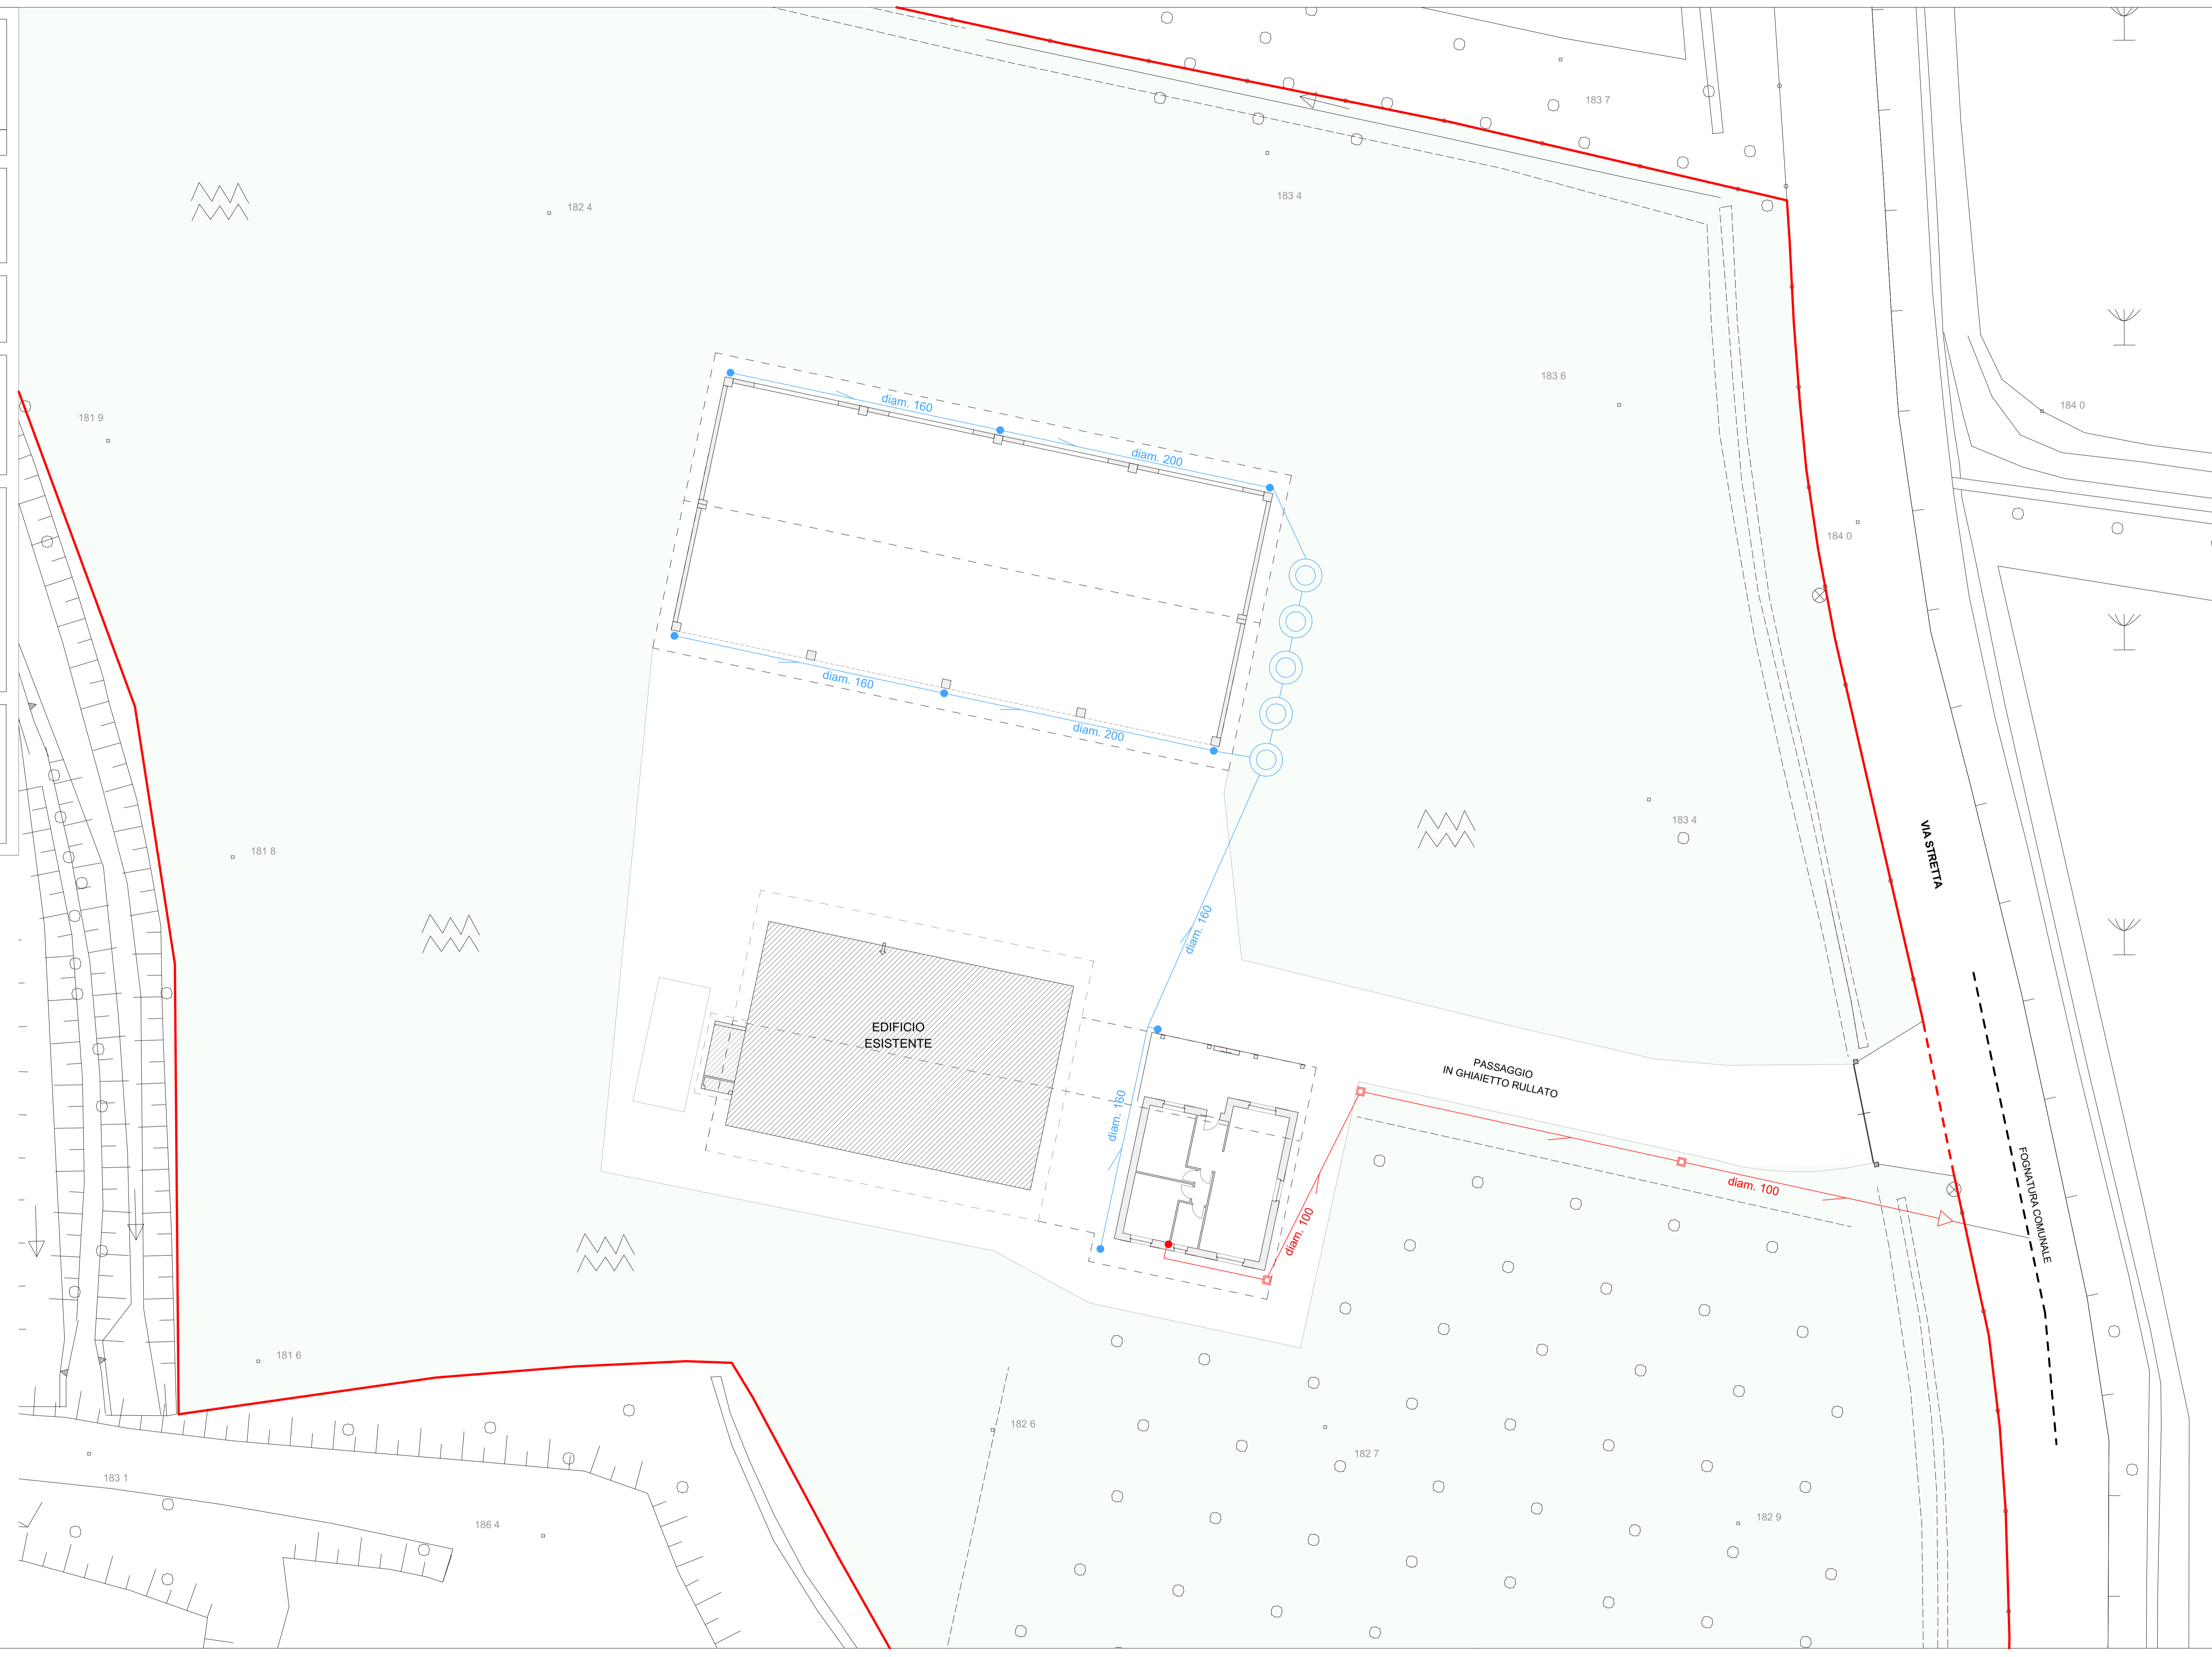 183 7
183 4
182 4
183 6
181 9
184 0
diam. 160
diam. 200
184 0
diam. 160
diam. 200
183 4
VIA STRETTA
181 8
diam. 160
EDIFICIO
ESISTENTE
PASSAGGIO
IN GHIAIETTO RULLATO
diam. 160
FOGNATURA COMUNALE
diam. 100
diam. 100
181 6
182 6
182 7
183 1
186 4
182 9